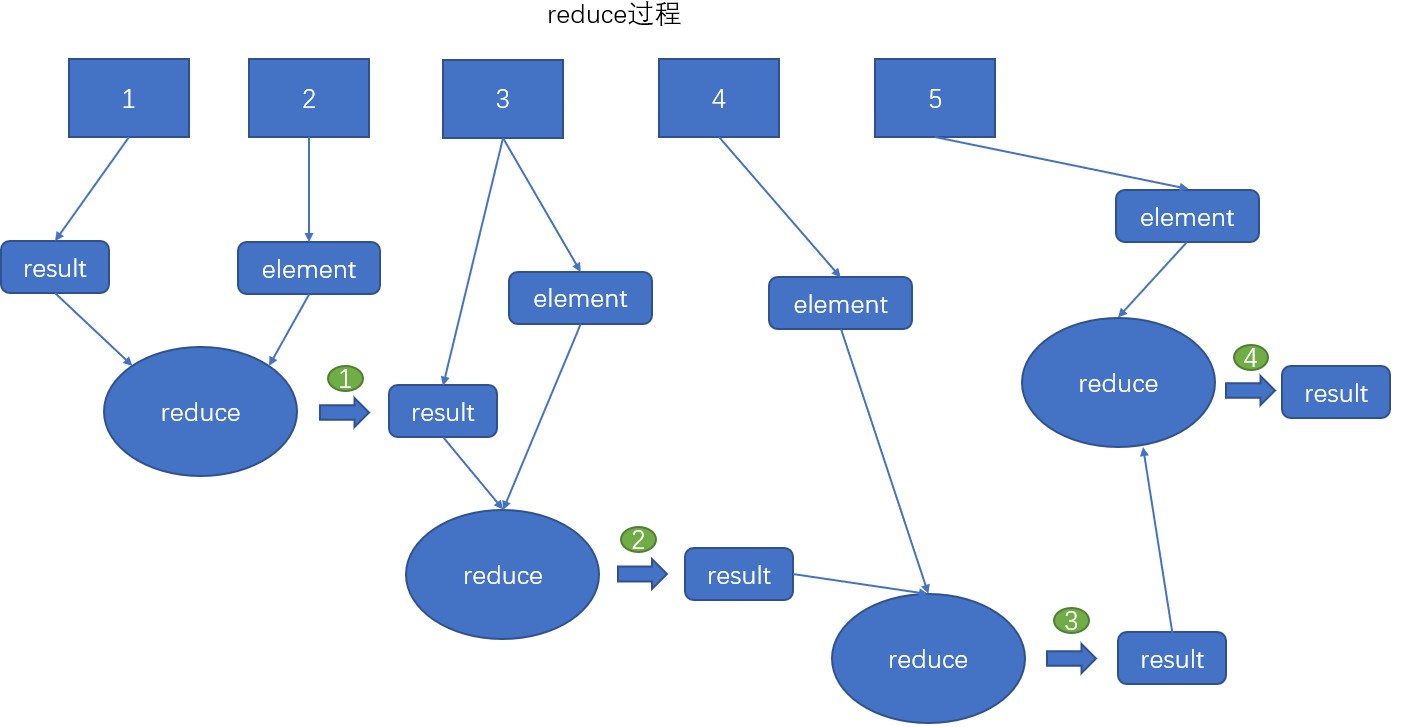 reduce过程
1
2
3
4
5
element
result
element
element
element
reduce
4
result
1
reduce
result
2
reduce
result
3
reduce
result